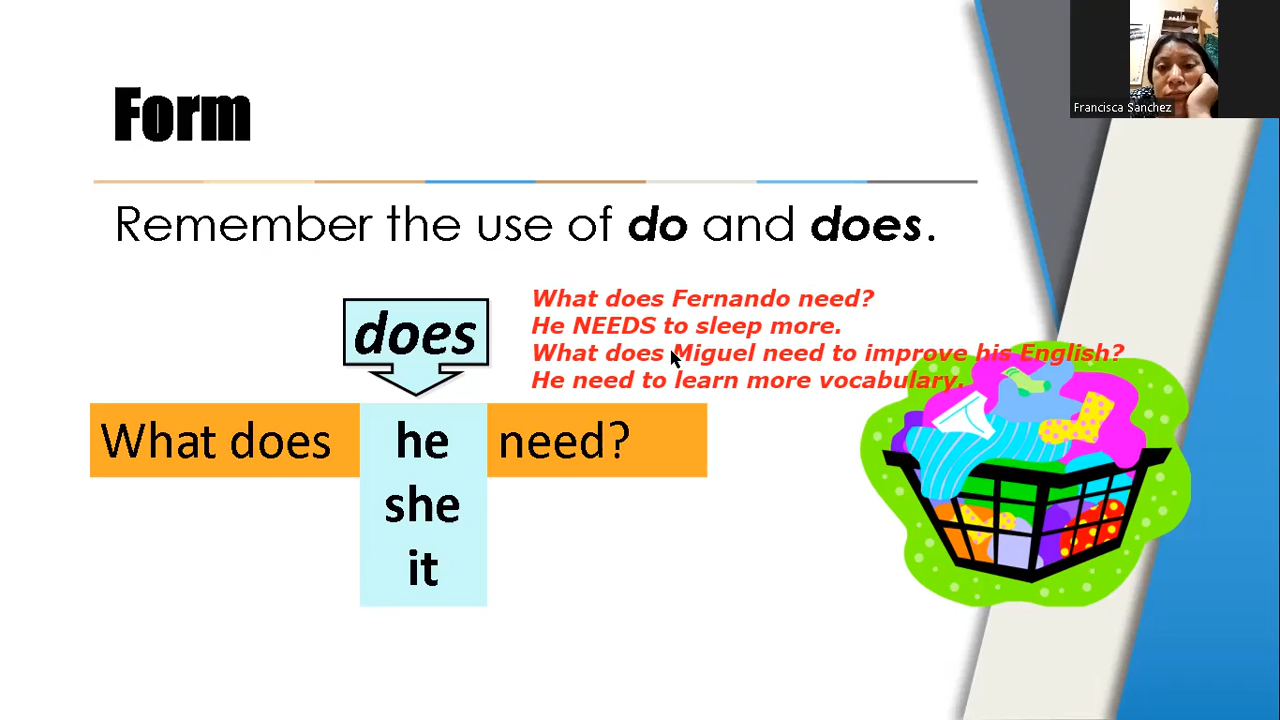 Francisca Sanchez
Form
Remember the use of do and does.
What does Fernando need?
He NEEDS to sleep more.
What does Miguel need to improve his English?
He need to learn more vocabulary.
does
What does he need?
she
it